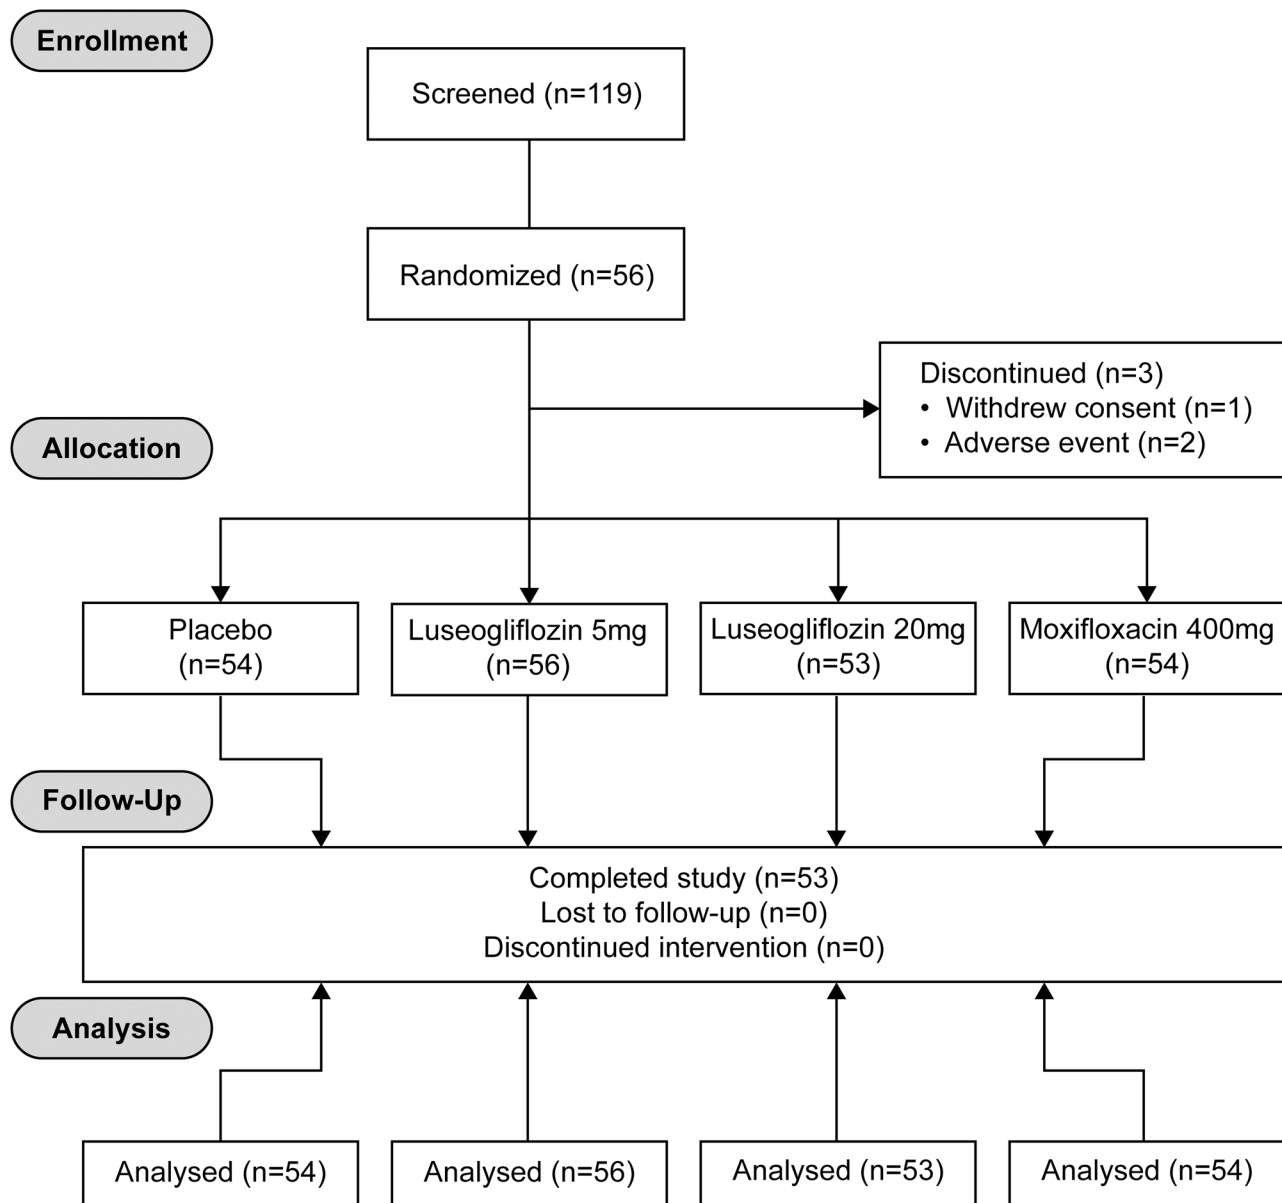 Enrollment
Screened (n=119)
Randomized (n=56)
Discontinued (n=3)
• Withdrew consent (n=1)
• Adverse event (n=2)
Allocation
Placebo
(n=54)
Luseogliflozin 5mg
(n=56)
Luseogliflozin 20mg
(n=53)
Moxifloxacin 400mg
(n=54)
Follow-Up
Completed study (n=53)
Lost to follow-up (n=0)
Discontinued intervention (n=0)
Analysis
Analysed (n=54)
Analysed (n=56)
Analysed (n=53)
Analysed (n=54)